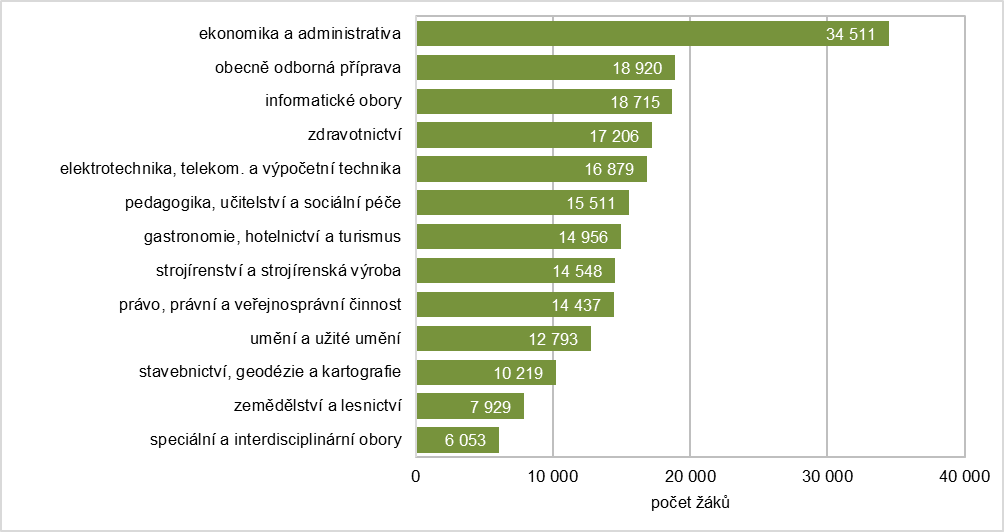 ekonomika a administrativa 34 511
obecně odborná příprava 18 920
informatické obory 18 715
zdravotnictví 17 206
elektrotechnika, telekom. a výpočetní technika 16 879
pedagogika, učitelství a sociální péče 15 511
gastronomie, hotelnictví a turismus 14 956
strojírenství a strojírenská výroba 14 548
právo, právní a veřejnosprávní činnost 14 437
umění a užité umění 12 793
stavebnictví, geodézie a kartografie 10 219
zemědělství a lesnictví 7 929
speciální a interdisciplinární obory 6 053
0 10 000 20 000 30 000 40 000
počet žáků